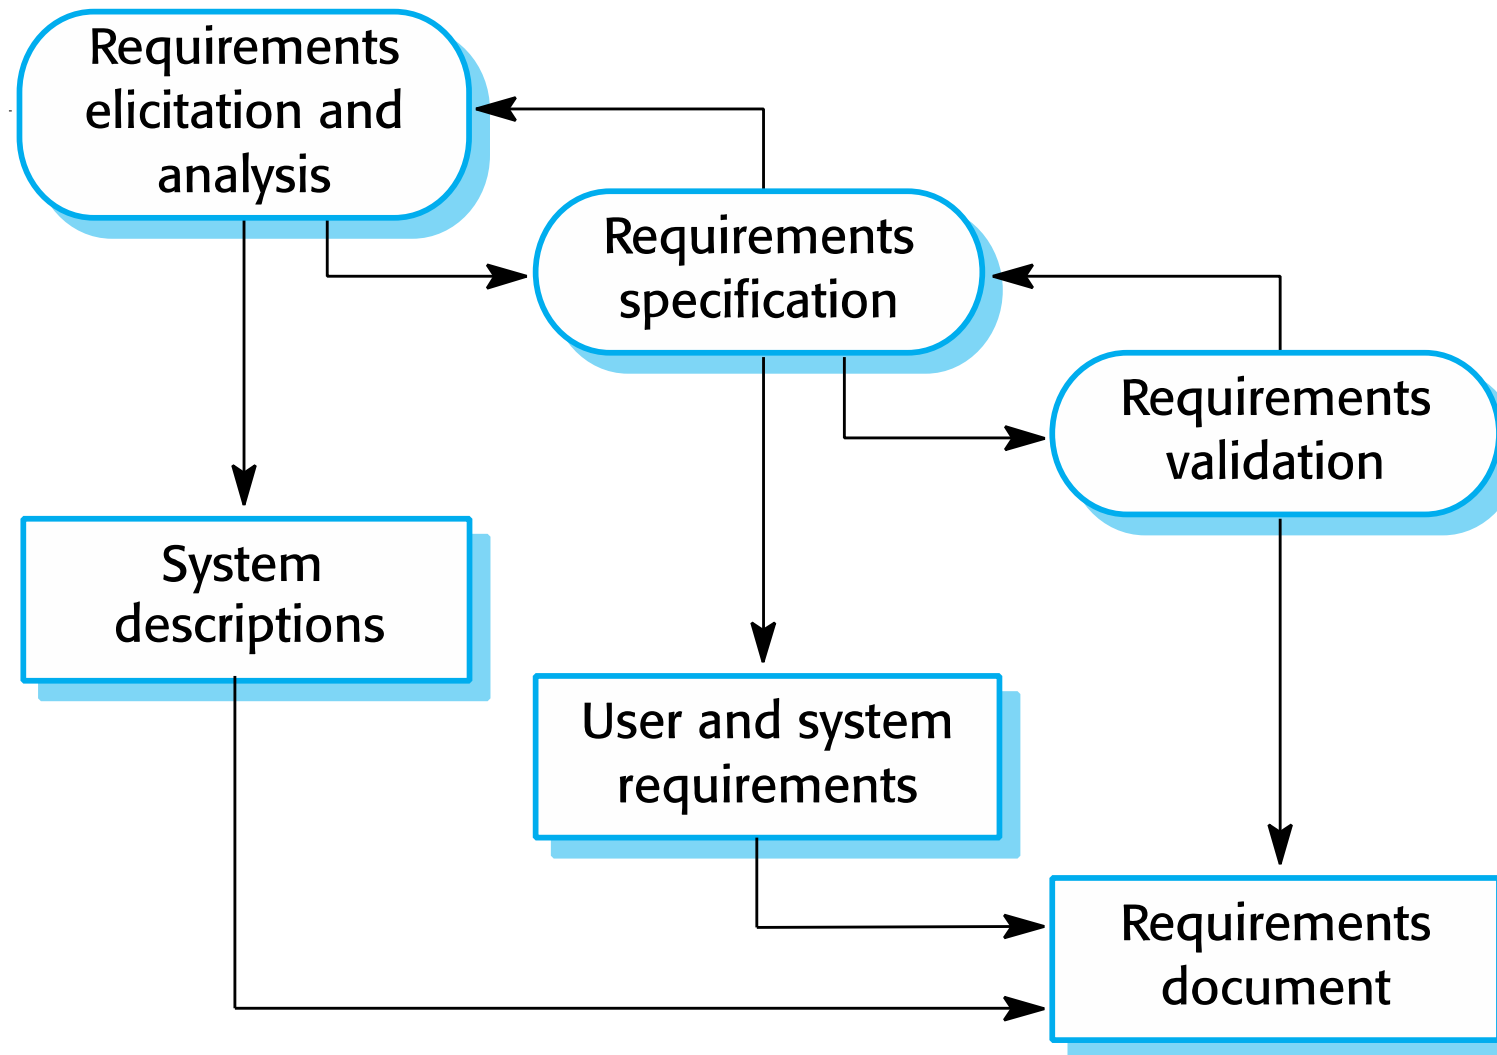 Requirements
elicitation and
analysis
Requirements
specification
Requirements
validation
System
descriptions
User and system
requirements
Requirements
document